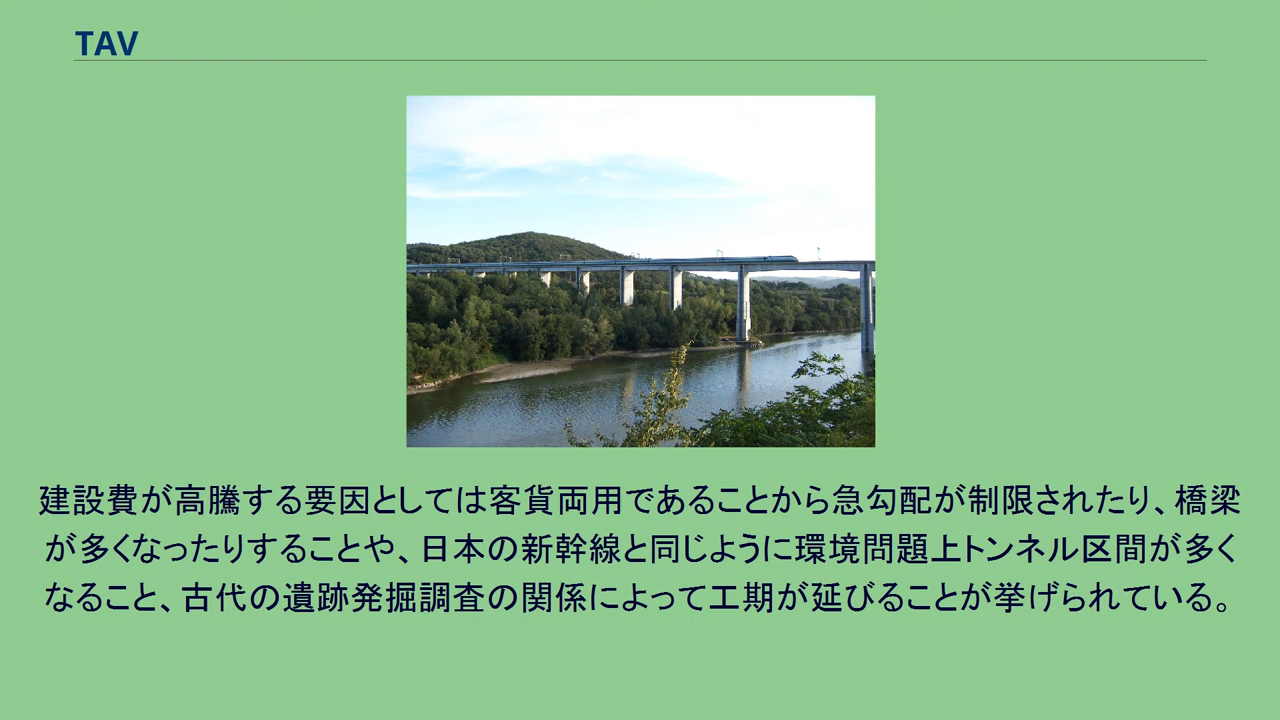 TAV
建設費が高騰する要因としては客貨両用であることから急勾配が制限されたり、橋梁
が多くなったりすることや、日本の新幹線と同じように環境問題上トンネル区間が多く
なること、古代の遺跡発掘調査の関係によって工期が延びることが挙げられている。